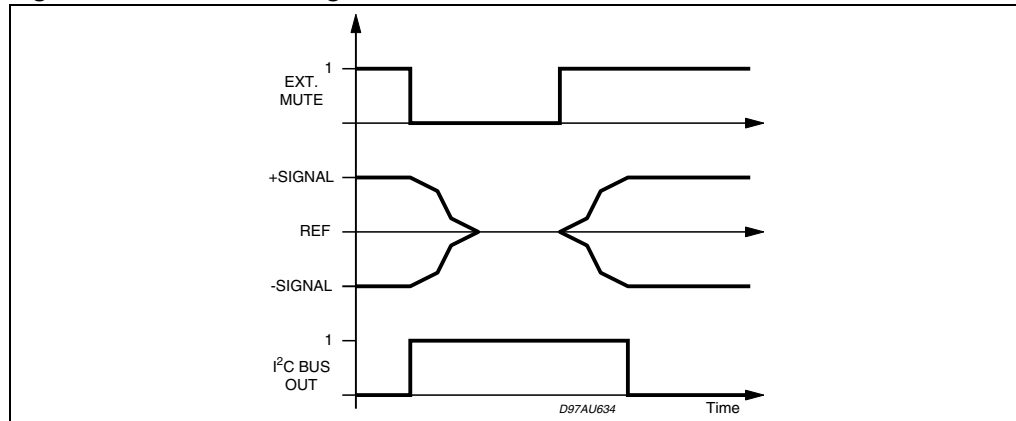 1
EXT.
MUTE
+SIGNAL
REF
-SIGNAL
1
I²C BUS
OUT
D97AU634
Time